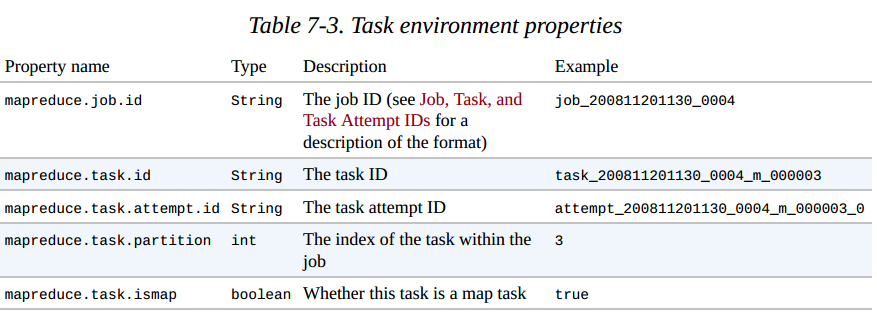 Table 7-3. Task environment properties
Property name Type Description Example
mapreduce.job.id String The job ID (see Job, Task, and job_200811201130_0004
Task Attempt IDs for a
description of the format)
mapreduce.task.id String The task ID task_200811201130_0004_m_000003
mapreduce.task.attempt.id String The task attempt ID attempt_200811201130_0004_m_000003_0
mapreduce.task.partition int The index of the task within the 3
job
mapreduce.task.ismap boolean Whether this task is a map task true